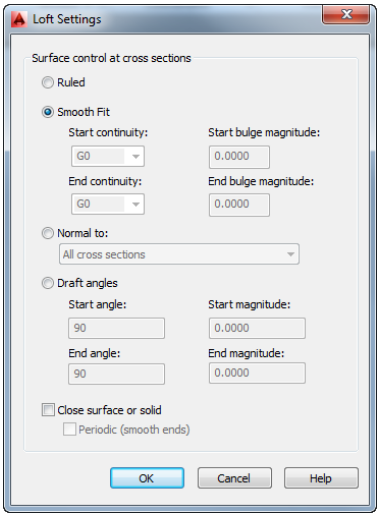 Loft Settings
Surface control at cross sections
Ruled
Smooth Fit
Start continuity: Start bulge magnitude:
G0 0.0000
End continuity: End bulge magnitude:
G0 0.0000
Normal to:
All cross sections
Draft angles
Start angle: Start magnitude:
90 0.0000
End angle: End magnitude:
90 0.0000
Close surface or solid
Periodic (smooth ends)
OK Cancel Help